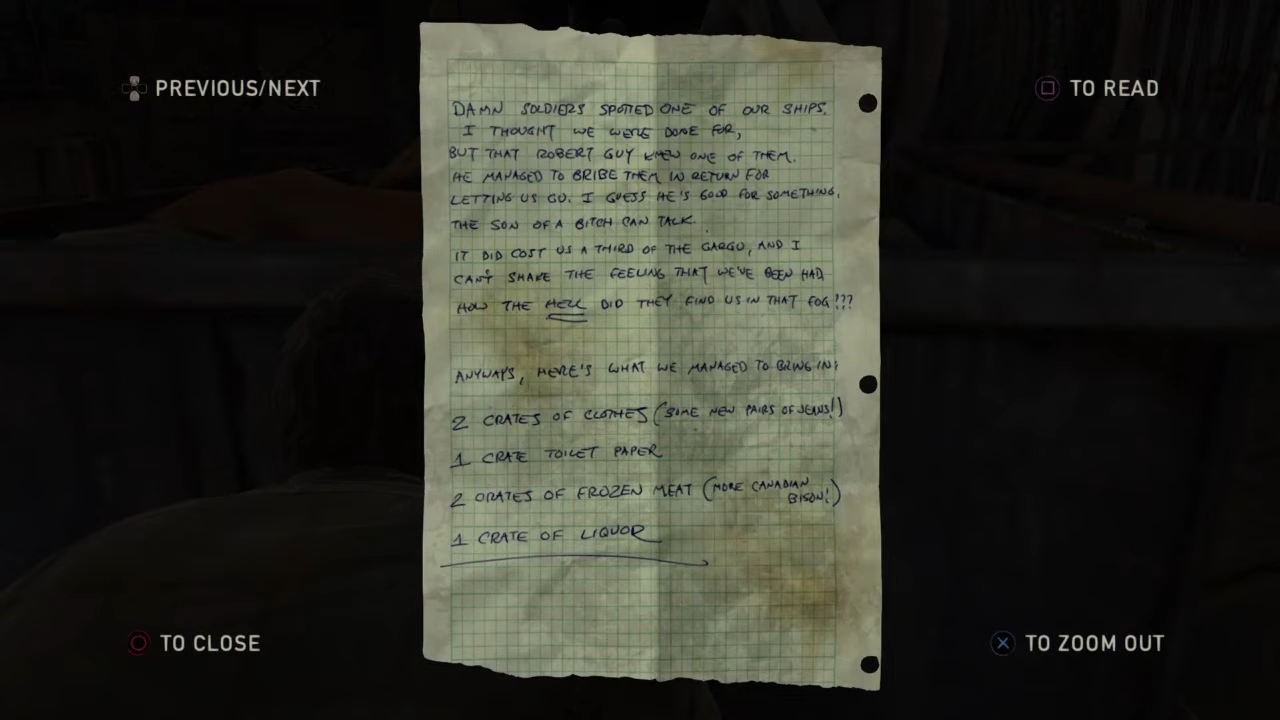 PREVIOUS/NEXT
TO READ
DAMN SOLDIERS SPOTTED ONE OF OUR SHIPS.
I THOUGHT WE WERE DONE FOR,
BUT THAT ROBERT GUY KNEW ONE OF THEM.
HE MANAGED TO BRIBE THEM IN RETURN FOR
LETTING US GO. I GUESS HE'S GOOD FOR SOMETHING.
THE SON OF A BITCH CAN TALK.
IT DID COST US A THIRD OF THE CARGO, AND I
CAN'T SHAKE THE FEELING THAT WE'VE BEEN HAD
HOW THE HELL DID THEY FIND US IN THAT FOG!???
ANYWAYS, HERE'S WHAT WE MANAGED TO BRING IN:
2 CRATES OF CLOTHES (SOME NEW PAIRS OF JEANS!)
1 CRATE TOILET PAPER
2 CRATES OF FROZEN MEAT (MORE CANADIAN
BISON!)
1 CRATE OF LIQUOR
TO CLOSE
TO ZOOM OUT